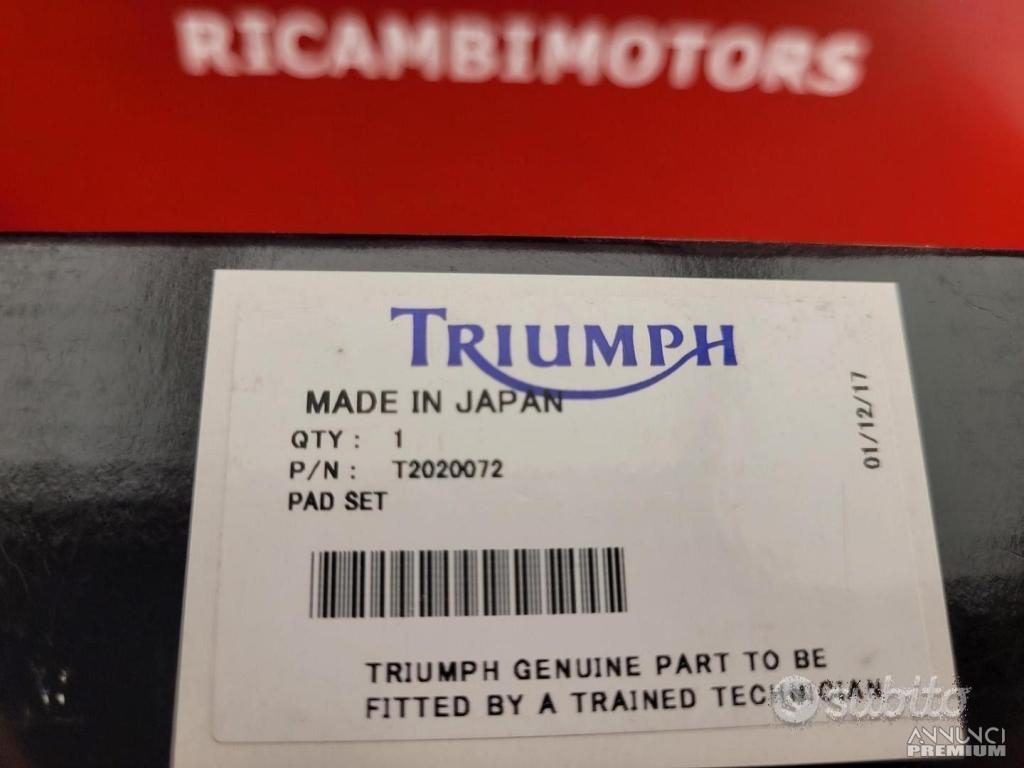 RICAMBIMOTORS
TRIUMPH
MADE IN JAPAN
QTY : 1
P/N : T2020072
PAD SET
01/12/17
TRIUMPH GENUINE PART TO BE
FITTED BY A TRAINED TECHNICIAN
subito
ANNUNCI
PREMIUM